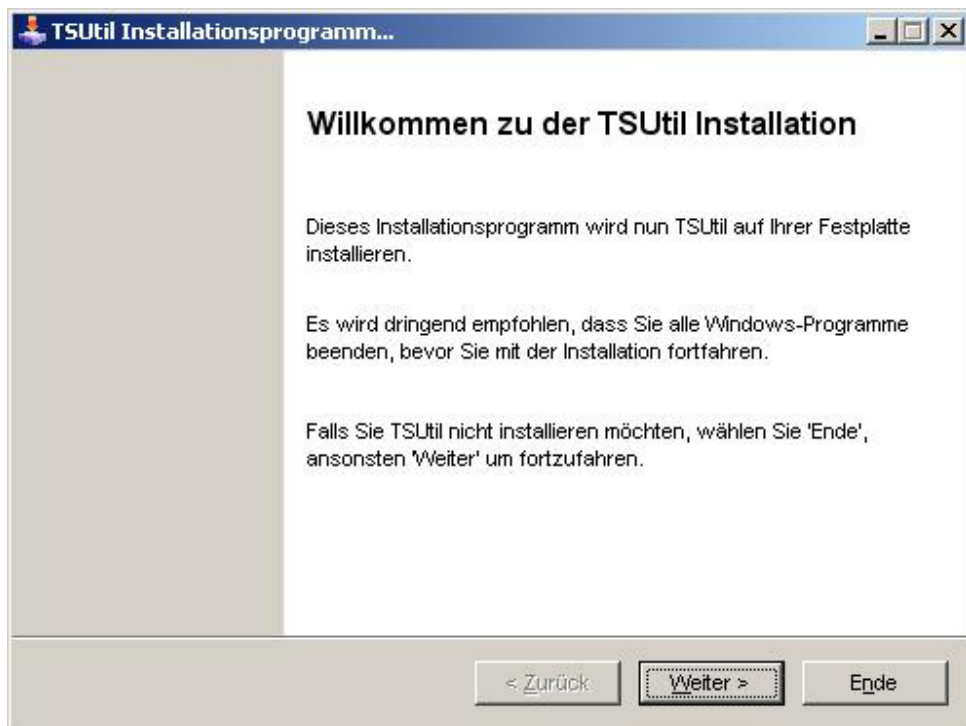 TSUtil Installationsprogramm...
Willkommen zu der TSUtil Installation
Dieses Installationsprogramm wird nun TSUtil auf Ihrer Festplatte
installieren.
Es wird dringend empfohlen, dass Sie alle Windows-Programme
beenden, bevor Sie mit der Installation fortfahren.
Falls Sie TSUtil nicht installieren möchten, wählen Sie 'Ende',
ansonsten 'Weiter' um fortzufahren.
< Zurück Weiter > Ende